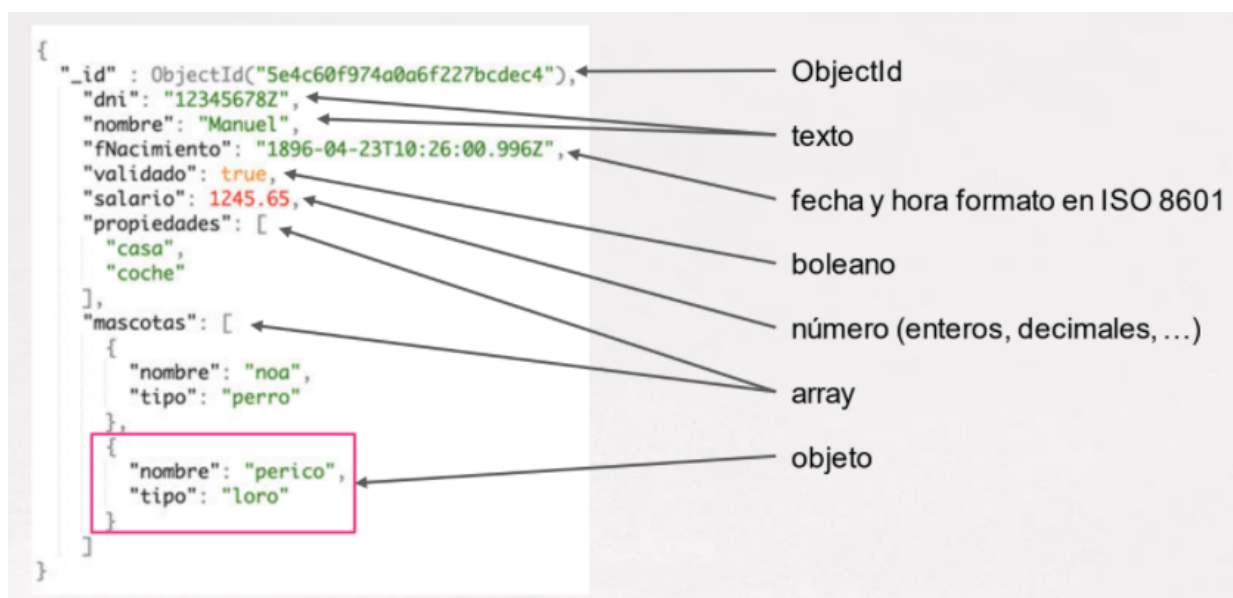 {
"_id" : ObjectId("5e4c60f974a0a6f227bcdec4"),
"dni": "12345678Z",
"nombre": "Manuel",
"fNacimiento": "1896-04-23T10:26:00.996Z",
"validado": true,
"salario": 1245.65,
"propiedades": [
"casa",
"coche"
],
"mascotas": [
{
"nombre": "noa",
"tipo": "perro"
},
{
"nombre": "perico",
"tipo": "loro"
}
]
}
ObjectId
texto
fecha y hora formato en ISO 8601
boleano
número (enteros, decimales, ...)
array
objeto